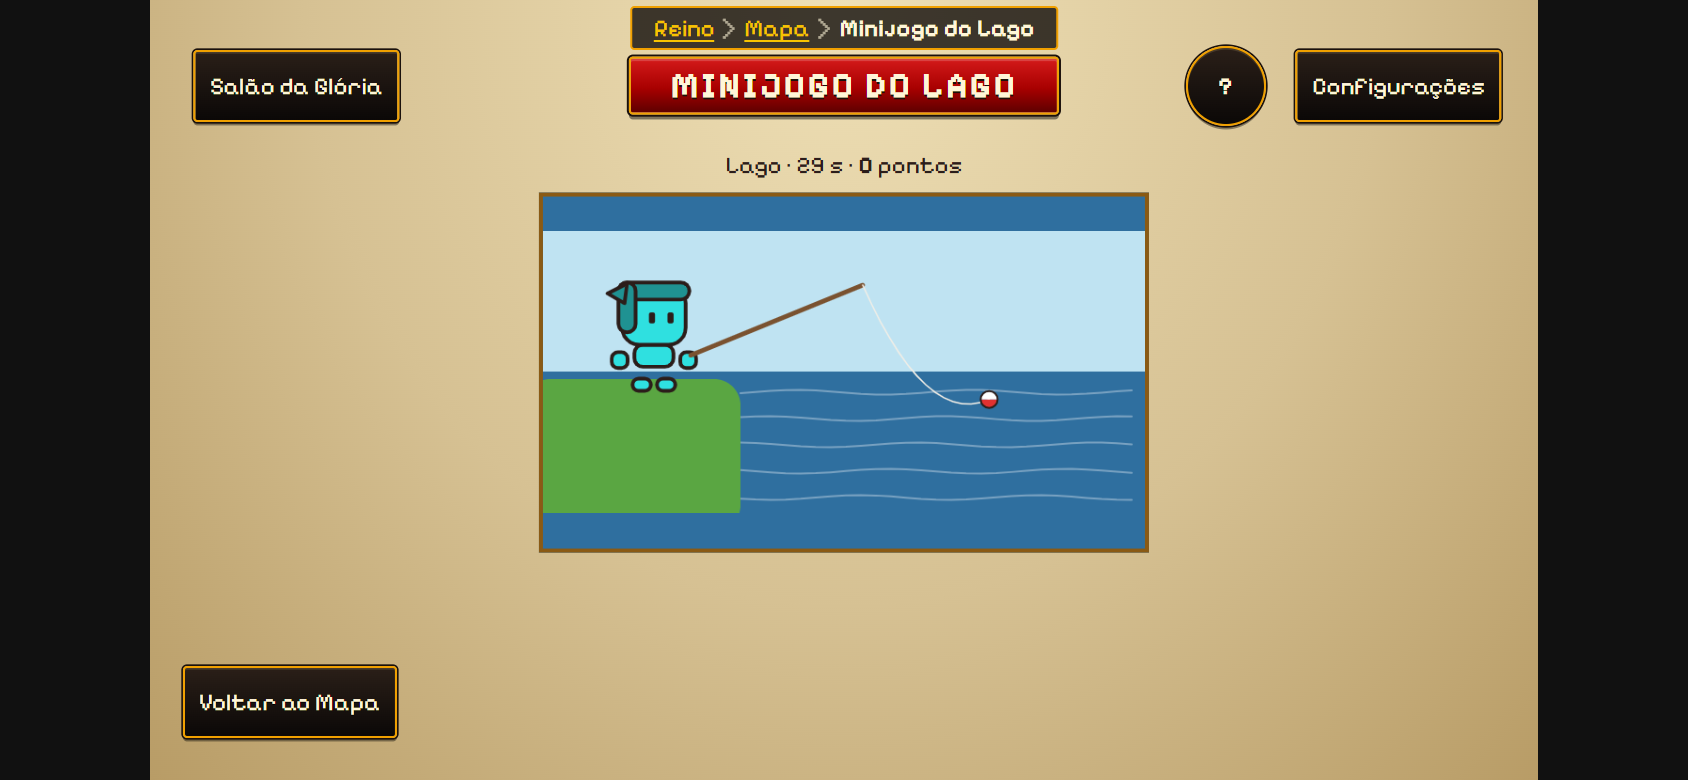 Reino > Mapa > Minijogo do Lago
Salão da Glória
MINIJOGO DO LAGO
?
Configurações
Lago · 29 s · 0 pontos
Voltar ao Mapa